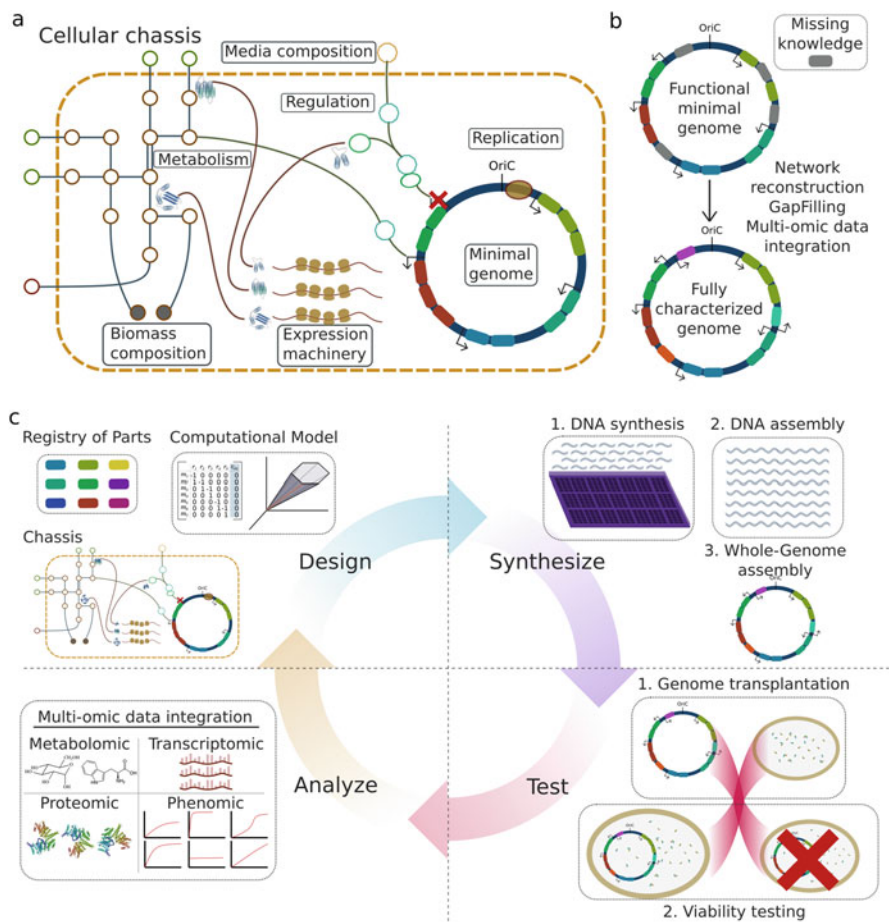 a
Cellular chassis
Media composition
Regulation
Replication
OriC
Metabolism
Minimal
genome
Biomass
composition
Expression
machinery
b
OriC
Missing
knowledge
Functional
minimal
genome
Network
reconstruction
GapFilling
Multi-omic data
integration
OriC
Fully
characterized
genome
c
Registry of Parts
Computational Model
Chassis
OriC
Design
1. DNA synthesis
2. DNA assembly
Synthesize
3. Whole-Genome
assembly
OriC
Multi-omic data integration
Metabolomic
Transcriptomic
Proteomic
Phenomic
Analyze
1. Genome transplantation
Test
2. Viability testing